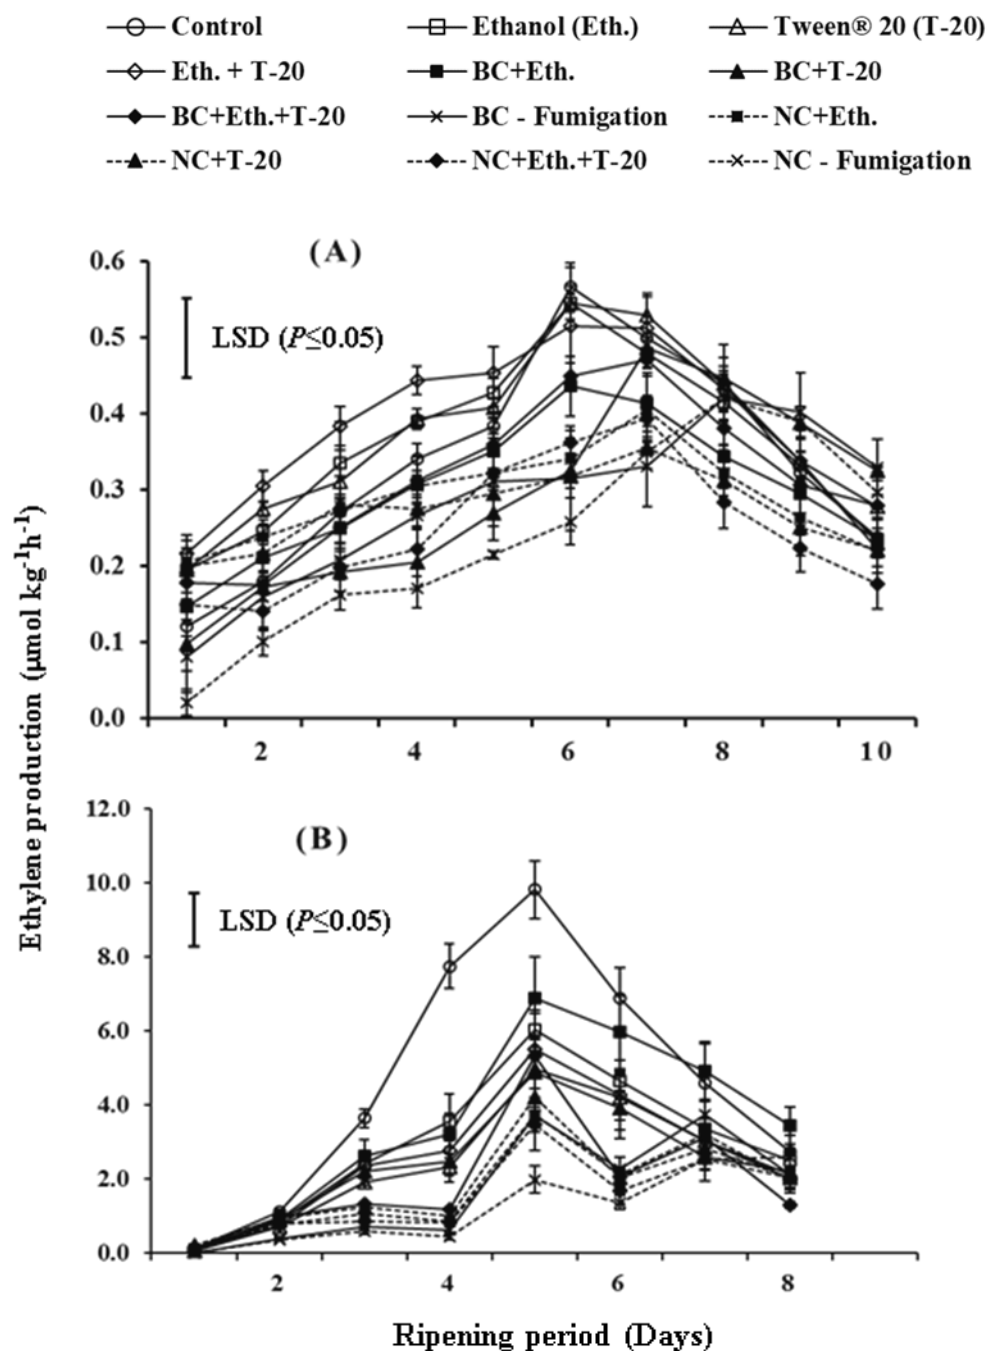 Control Ethanol (Eth.) Tween® 20 (T-20)
Eth. + T-20 BC+Eth. BC+T-20
BC+Eth.+T-20 BC - Fumigation NC+Eth.
NC+T-20 NC+Eth.+T-20 NC - Fumigation
(A)
0.6
LSD (P≤0.05)
0.5
0.4
0.3
0.2
0.1
0.0
2 4 6 8 10
Ethylene production (µmol kg⁻¹h⁻¹)
12.0
(B)
10.0
LSD (P≤0.05)
8.0
6.0
4.0
2.0
0.0
2 4 6 8
Ripening period (Days)